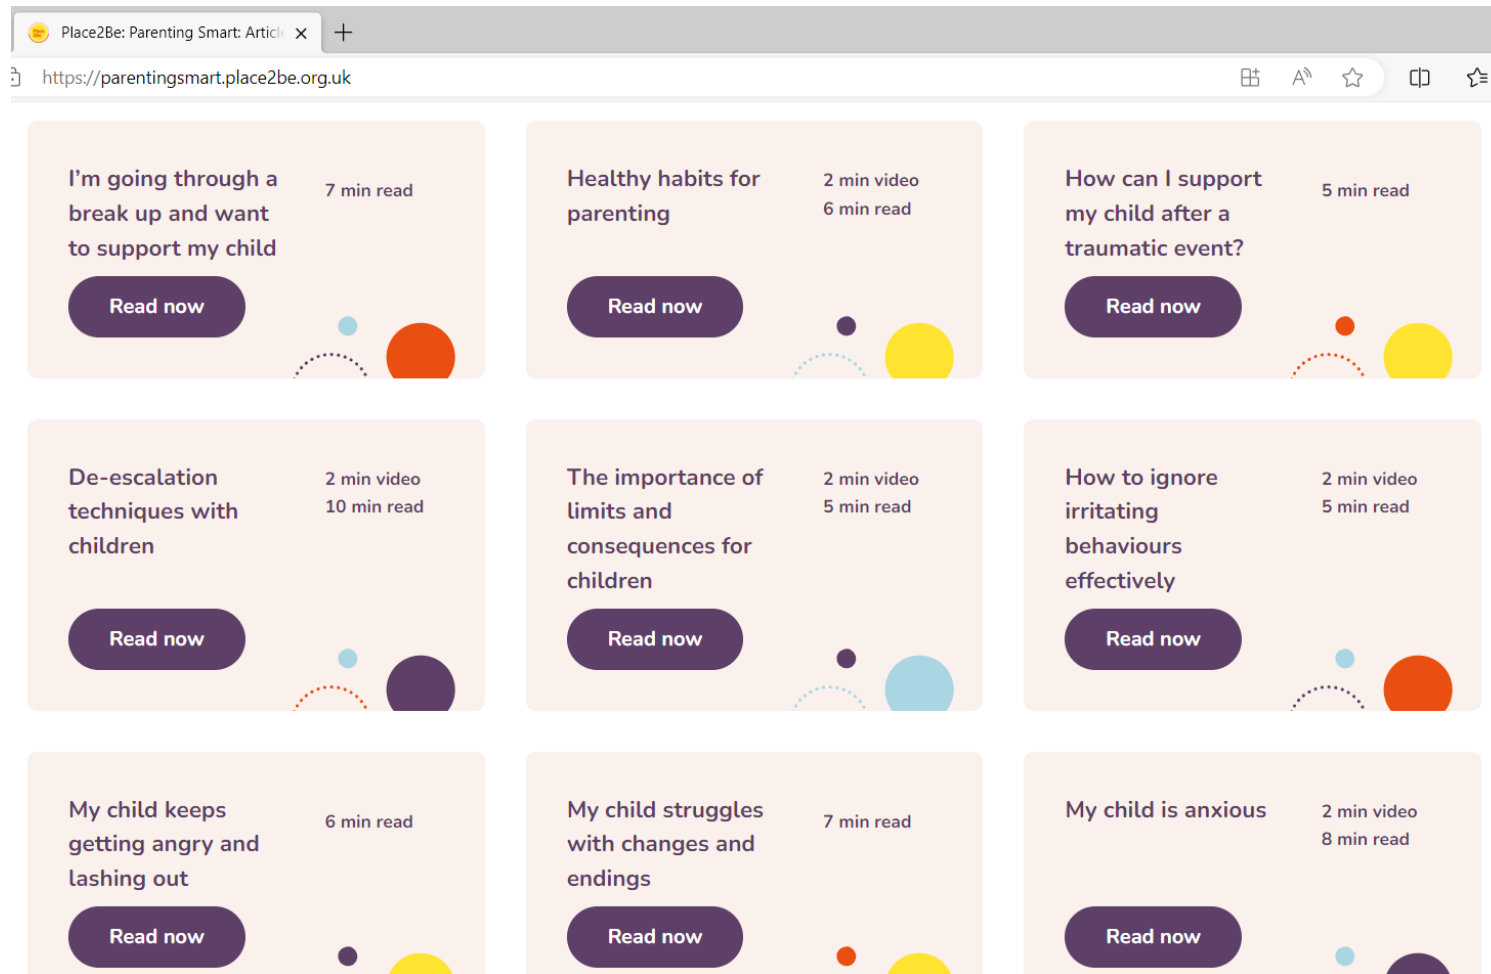 Place2Be: Parenting Smart: Article
https://parentingsmart.place2be.org.uk
I'm going through a
break up and want
to support my child
7 min read
Read now
Healthy habits for
parenting
2 min video
6 min read
Read now
How can I support
my child after a
traumatic event?
5 min read
Read now
De-escalation
techniques with
children
2 min video
10 min read
Read now
The importance of
limits and
consequences for
children
2 min video
5 min read
Read now
How to ignore
irritating
behaviours
effectively
2 min video
5 min read
Read now
My child keeps
getting angry and
lashing out
6 min read
Read now
My child struggles
with changes and
endings
7 min read
Read now
My child is anxious
2 min video
8 min read
Read now